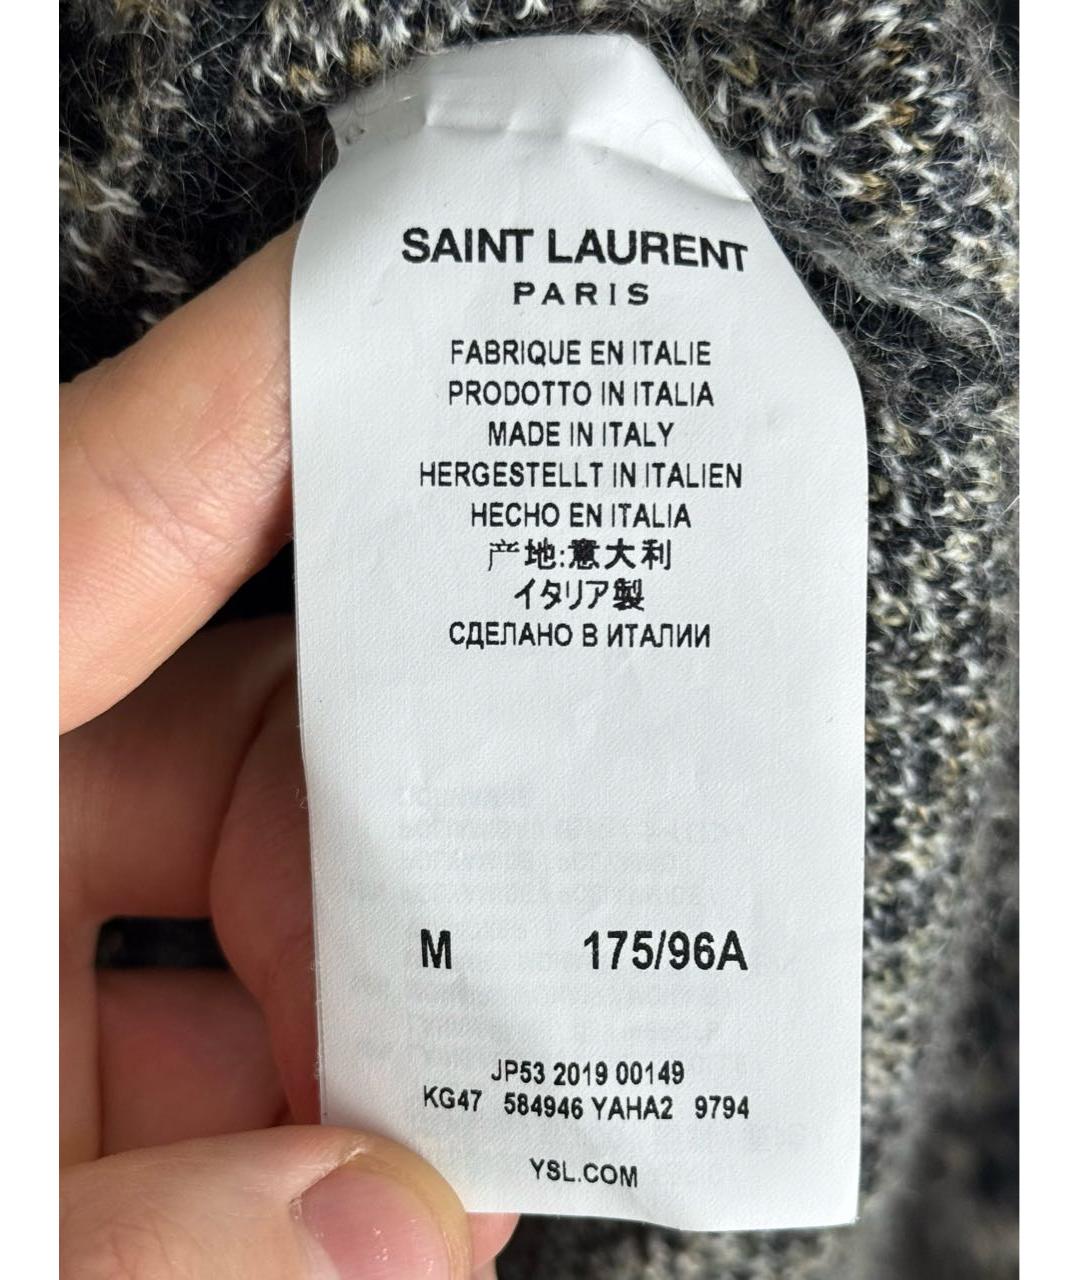 SAINT LAURENT
PARIS
FABRIQUE EN ITALIE
PRODOTTO IN ITALIA
MADE IN ITALY
HERGESTELLT IN ITALIEN
HECHO EN ITALIA
产地:意大利
イタリア製
СДЕЛАНО В ИТАЛИИ
M 175/96A
JP53 2019 00149
KG47 584946 YAHA2 9794
YSL.COM